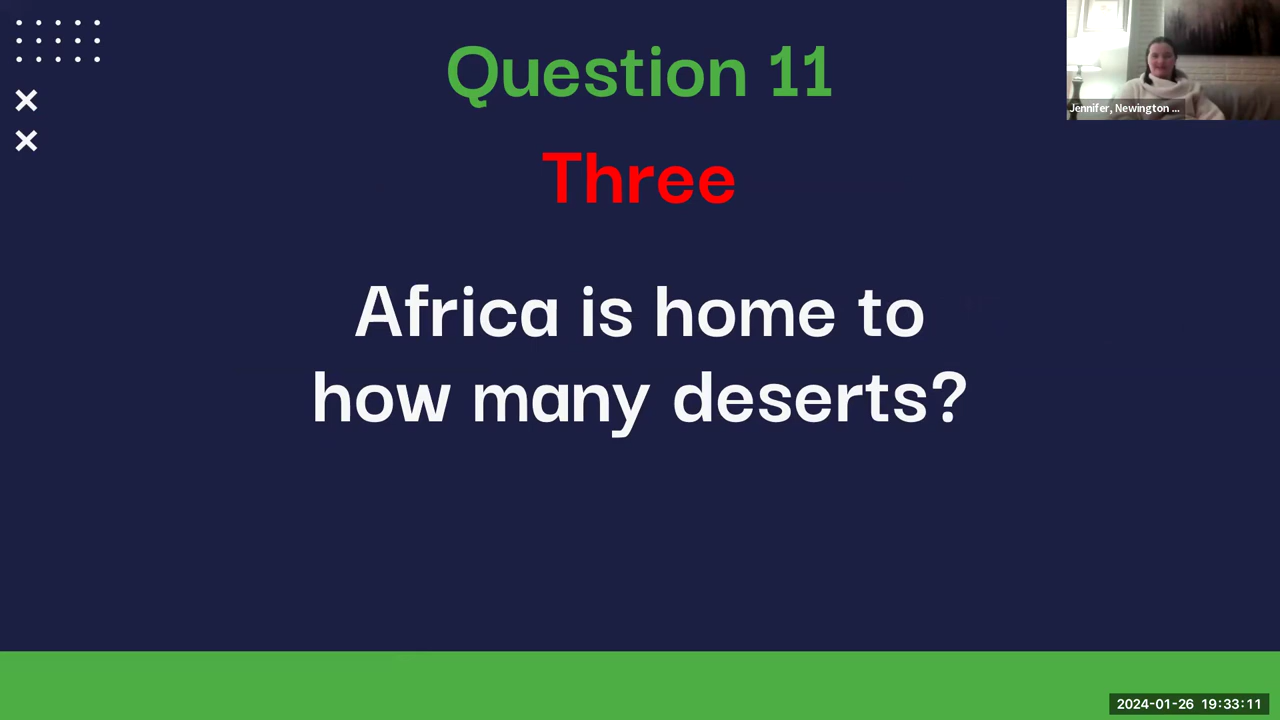 Question 11
Three
Africa is home to
how many deserts?
Jennifer, Newington ...
2024-01-26 19:33:11